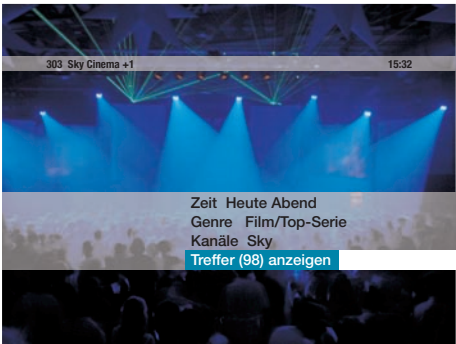 303 Sky Cinema +1 15:32
Zeit Heute Abend
Genre Film/Top-Serie
Kanäle Sky
Treffer (98) anzeigen